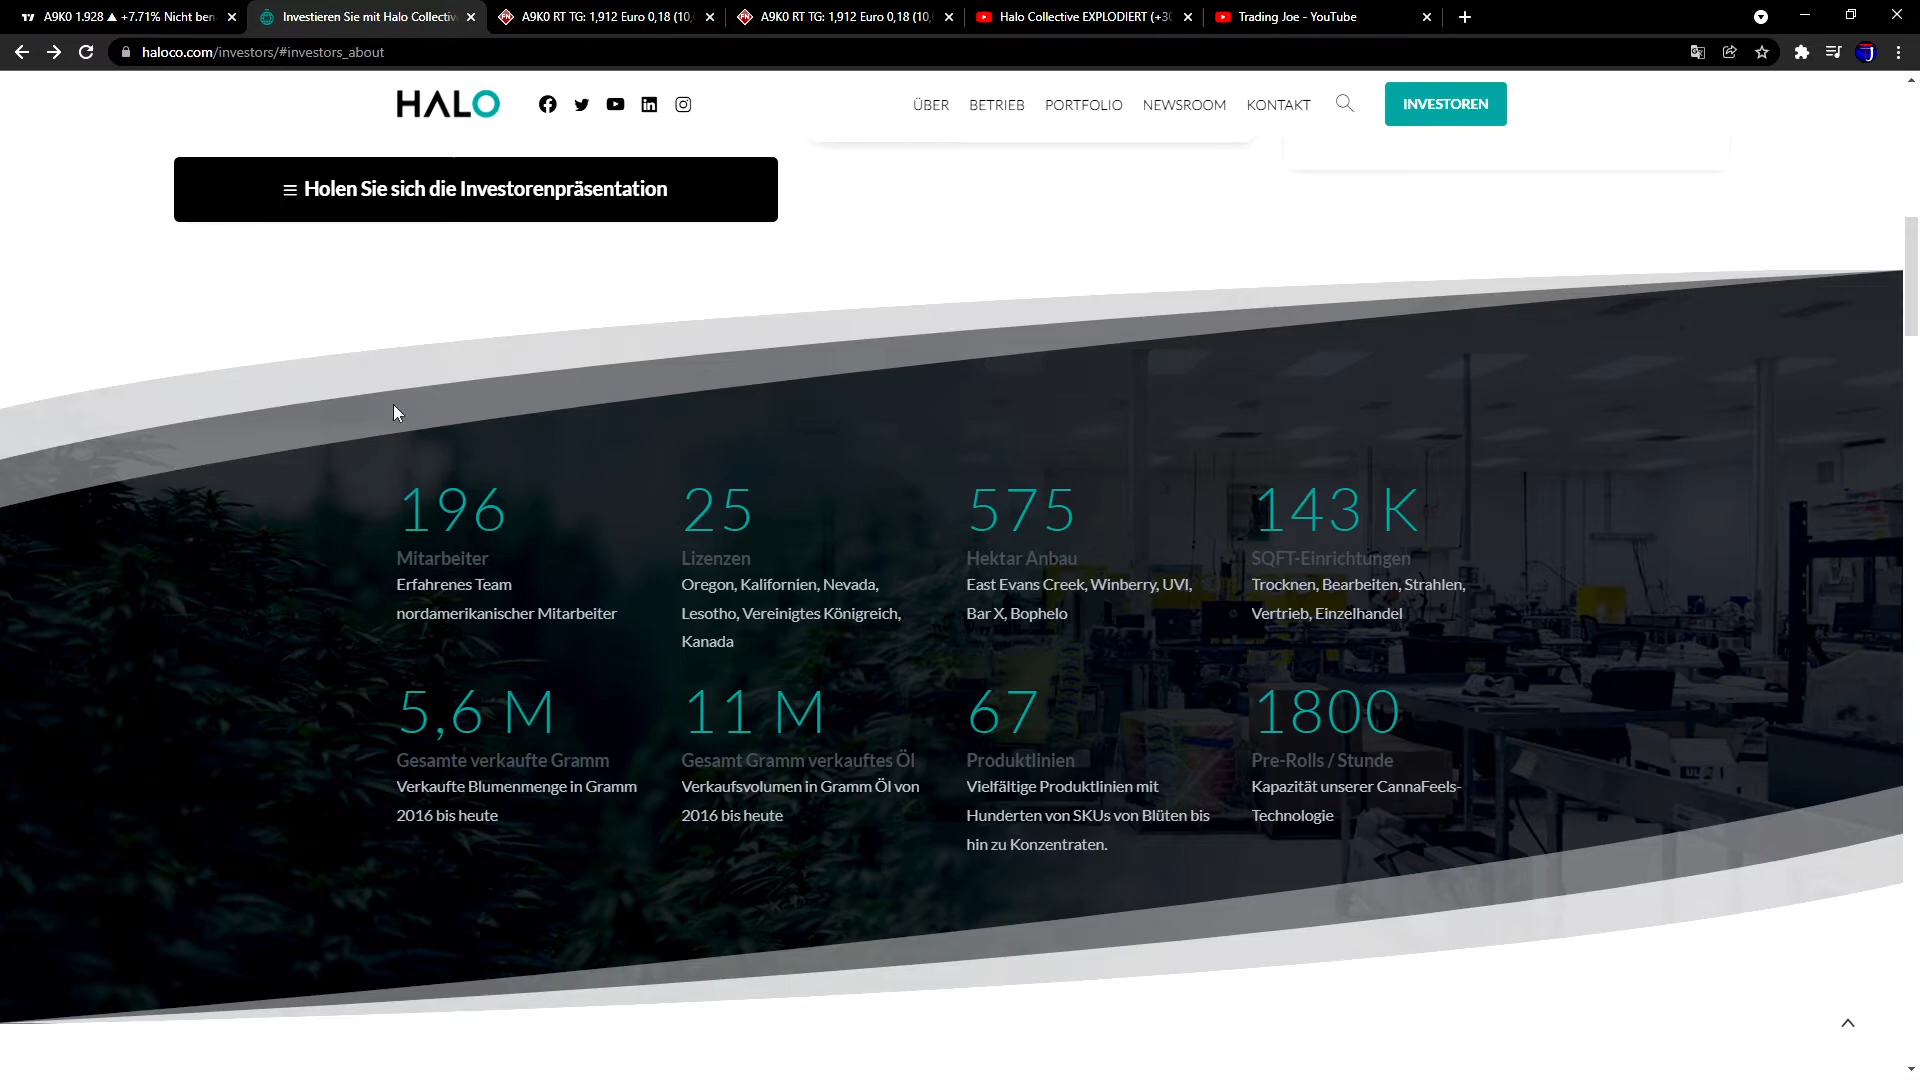 A9K0 1.928 ▲ +7.71% Nicht ben
Investieren Sie mit Halo Collective
A9K0 RT TG: 1,912 Euro 0,18 (10,
A9K0 RT TG: 1,912 Euro 0,18 (10,
Halo Collective EXPLODIERT (+30
Trading Joe - YouTube
haloco.com/investors/#investors_about
HALO
ÜBER
BETRIEB
PORTFOLIO
NEWSROOM
KONTAKT
INVESTOREN
Holen Sie sich die Investorenpräsentation
196
Mitarbeiter
Erfahrenes Team
nordamerikanischer Mitarbeiter
25
Lizenzen
Oregon, Kalifornien, Nevada,
Lesotho, Vereinigtes Königreich,
Kanada
575
Hektar Anbau
East Evans Creek, Winberry, UVI,
Bar X, Bophelo
143 K
SQFT-Einrichtungen
Trocknen, Bearbeiten, Strahlen,
Vertrieb, Einzelhandel
5,6 M
Gesamte verkaufte Gramm
Verkaufte Blumenmenge in Gramm
2016 bis heute
11 M
Gesamt Gramm verkauftes Öl
Verkaufsvolumen in Gramm Öl von
2016 bis heute
67
Produktlinien
Vielfältige Produktlinien mit
Hunderten von SKUs von Blüten bis
hin zu Konzentraten.
1800
Pre-Rolls / Stunde
Kapazität unserer CannaFeels-
Technologie